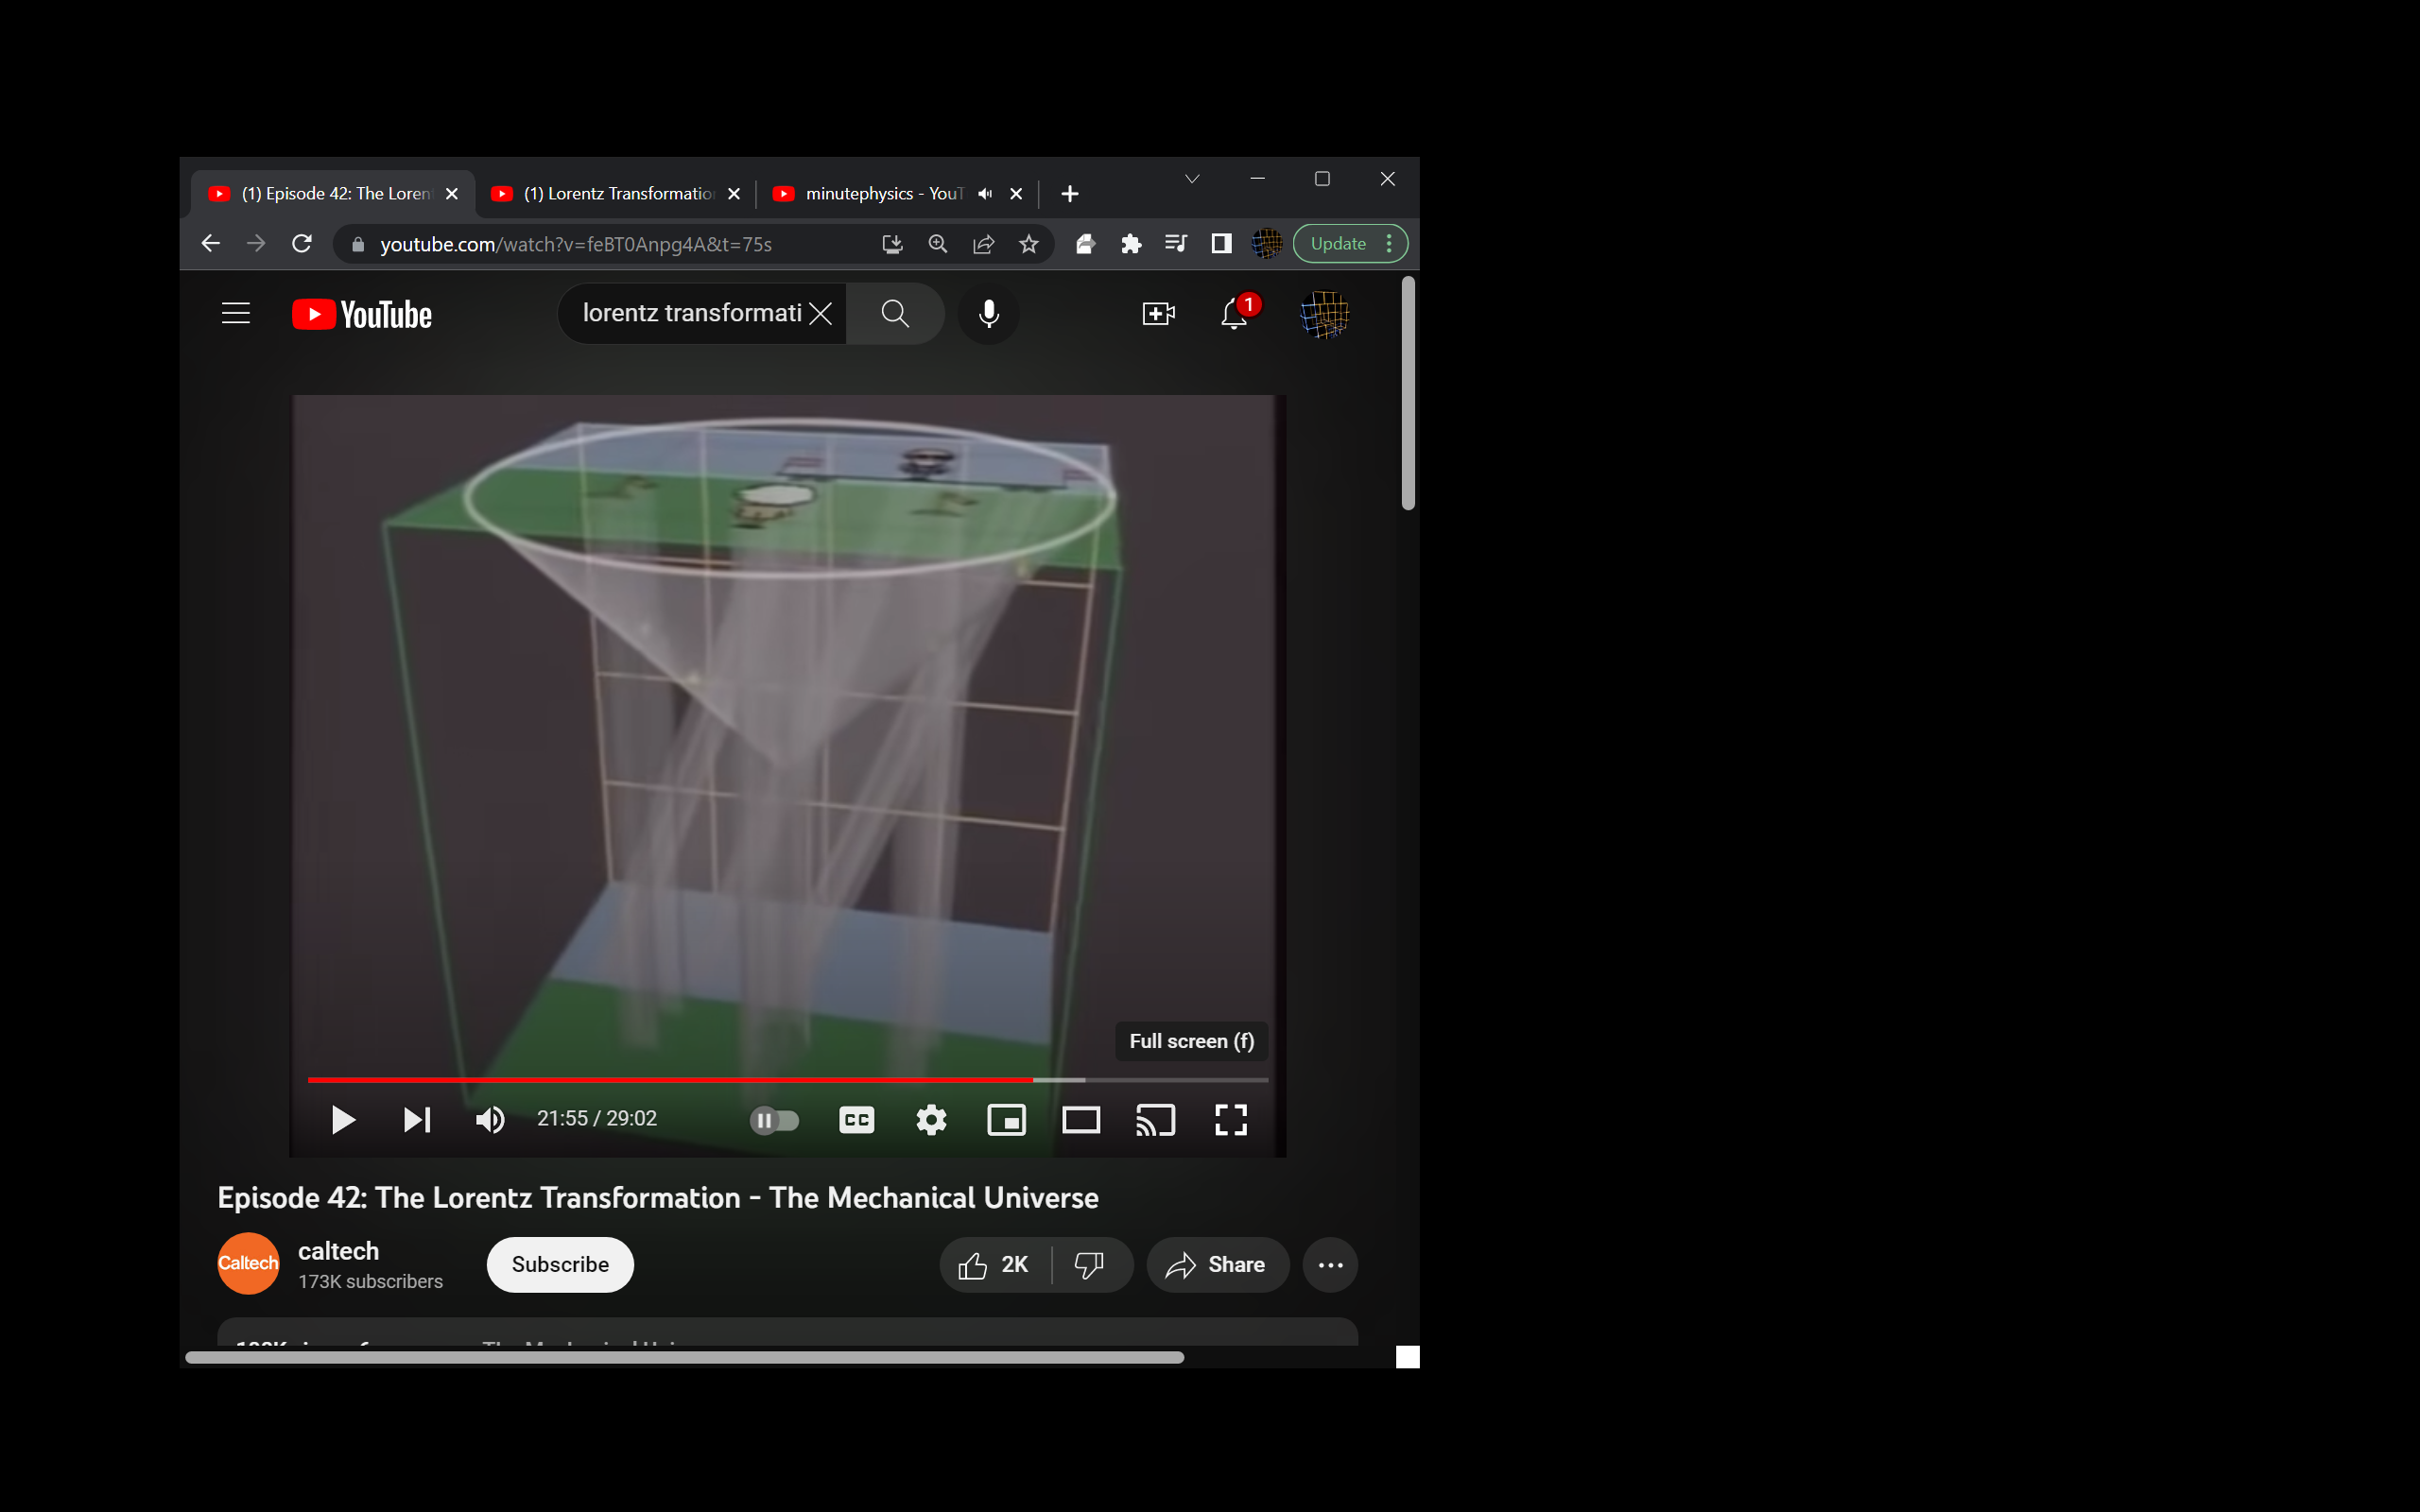 (1) Episode 42: The Loren
(1) Lorentz Transformatio
minutephysics - YouT
youtube.com/watch?v=feBT0Anpg4A&t=75s
Update
YouTube
lorentz transformati
1
Full screen (f)
21:55 / 29:02
CC
Episode 42: The Lorentz Transformation - The Mechanical Universe
Caltech
caltech
173K subscribers
Subscribe
2K
Share